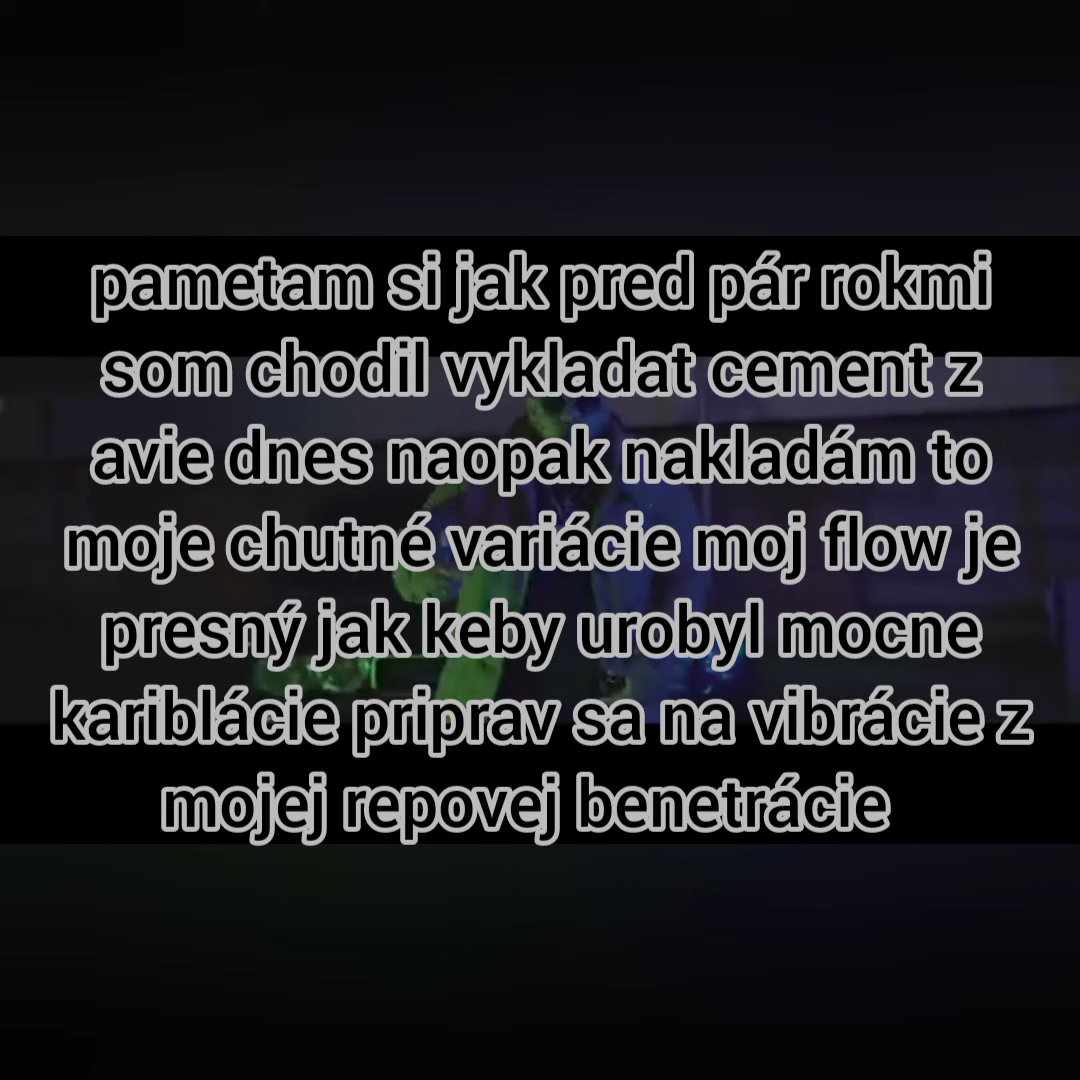 pametam si jak pred pár rokmi
som chodil vykladat cement z
avie dnes naopak nakladám to
moje chutné variácie moj flow je
presný jak keby urobyl mocne
kariblácie priprav sa na vibrácie z
mojej repovej benetrácie